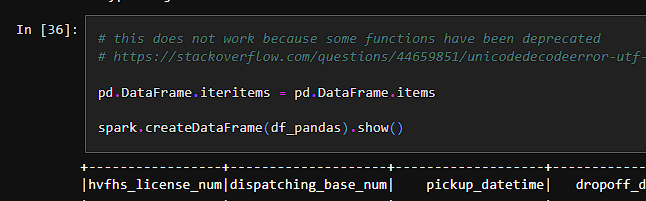 In [36]:
# this does not work because some functions have been deprecated
# https://stackoverflow.com/questions/44659851/unicodedecodeerror-utf-
pd.DataFrame.iteritems = pd.DataFrame.items
spark.createDataFrame(df_pandas).show()
+-----------------+--------------------+-------------------+---------
|hvfhs_license_num|dispatching_base_num|    pickup_datetime|   dropoff_d